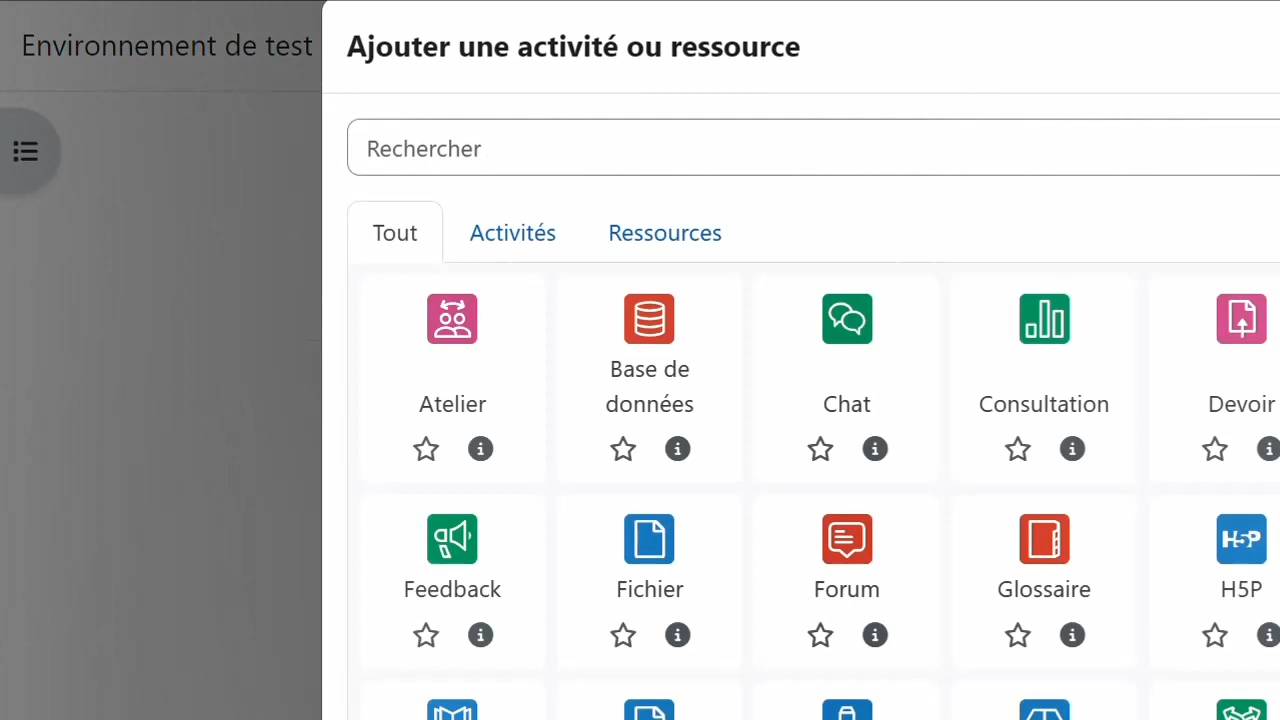 Environnement de test
Ajouter une activité ou ressource
Rechercher
Tout
Activités
Ressources
Atelier
Base de
données
Chat
Consultation
Devoir
Feedback
Fichier
Forum
Glossaire
H5P
H5P